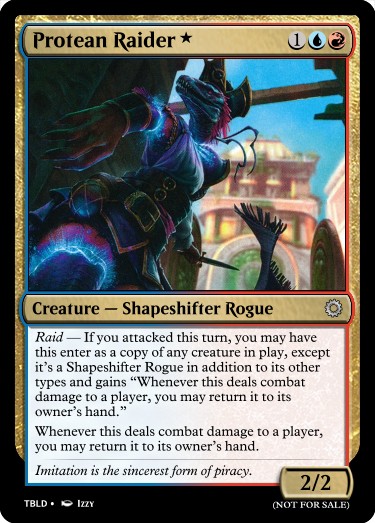 Protean Raider ★ 1
Creature — Shapeshifter Rogue
Raid — If you attacked this turn, you may have
this enter as a copy of any creature in play, except
it's a Shapeshifter Rogue in addition to its other
types and gains “Whenever this deals combat
damage to a player, you may return it to its
owner's hand.”
Whenever this deals combat damage to a player,
you may return it to its owner's hand.
Imitation is the sincerest form of piracy.
2/2
TBLD • Izzy
(NOT FOR SALE)